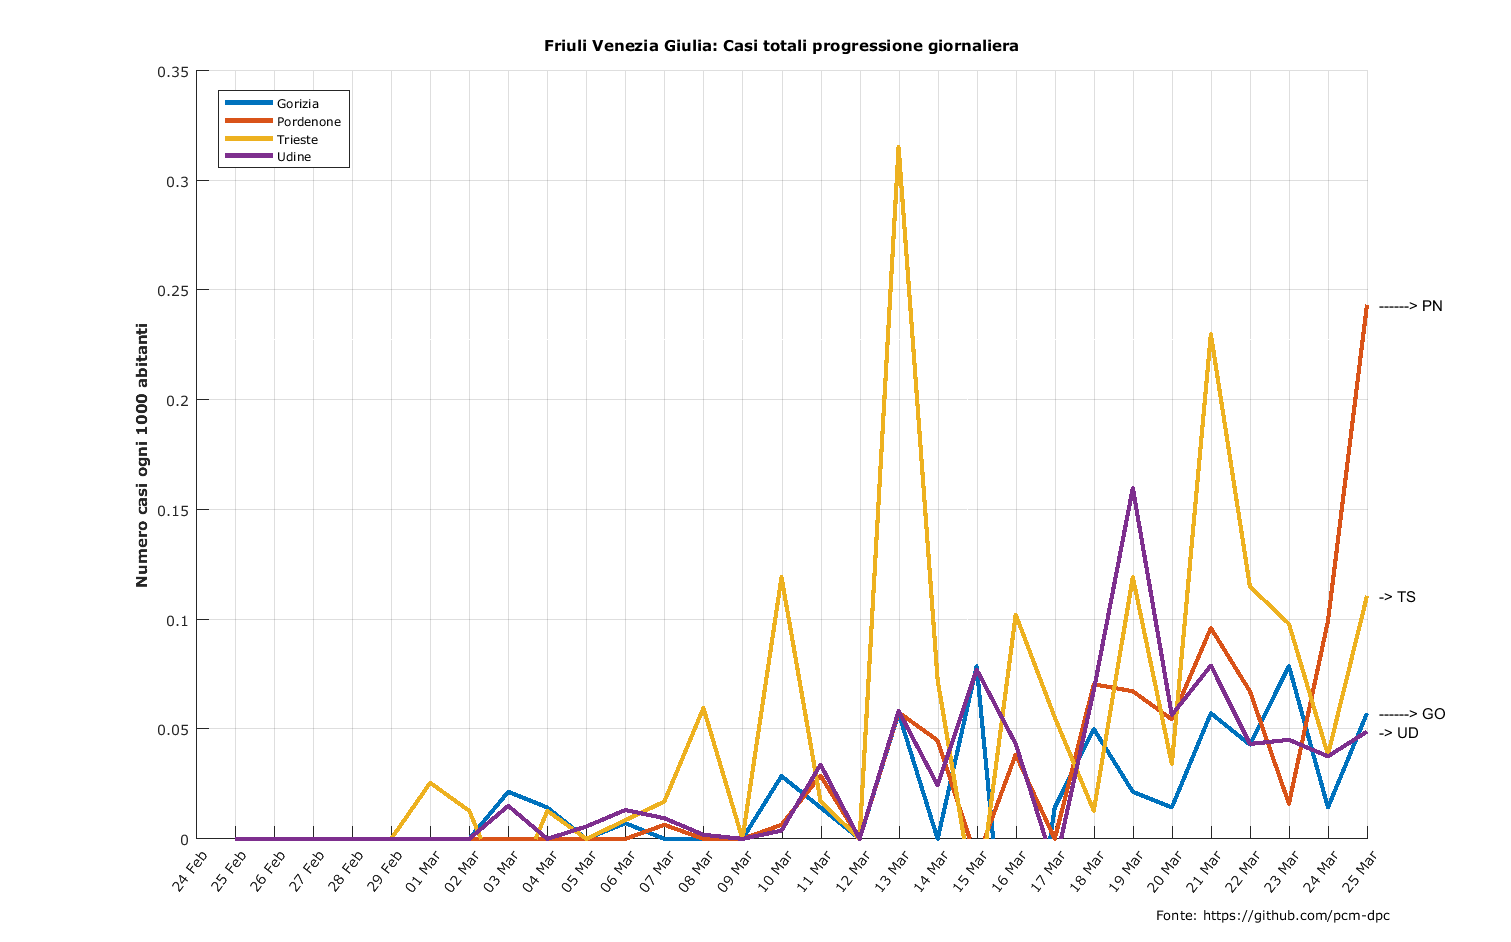 Friuli Venezia Giulia: Casi totali progressione giornaliera
Numero casi ogni 1000 abitanti
0.35
0.3
0.25
0.2
0.15
0.1
0.05
0
Gorizia
Pordenone
Trieste
Udine
------> PN
-> TS
------> GO
-> UD
24 Feb
25 Feb
26 Feb
27 Feb
28 Feb
29 Feb
01 Mar
02 Mar
03 Mar
04 Mar
05 Mar
06 Mar
07 Mar
08 Mar
09 Mar
10 Mar
11 Mar
12 Mar
13 Mar
14 Mar
15 Mar
16 Mar
17 Mar
18 Mar
19 Mar
20 Mar
21 Mar
22 Mar
23 Mar
24 Mar
25 Mar
Fonte: https://github.com/pcm-dpc